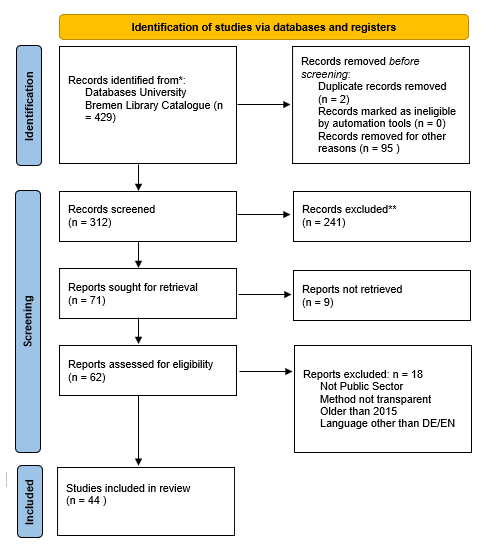 Identification of studies via databases and registers
Identification
Records identified from*:
Databases University
Bremen Library Catalogue (n
= 429)
Records removed before
screening:
Duplicate records removed
(n = 2)
Records marked as ineligible
by automation tools (n = 0)
Records removed for other
reasons (n = 95 )
Screening
Records screened
(n = 312)
Records excluded**
(n = 241)
Reports sought for retrieval
(n = 71)
Reports not retrieved
(n = 9)
Reports assessed for eligibility
(n = 62)
Reports excluded: n = 18
Not Public Sector
Method not transparent
Older than 2015
Language other than DE/EN
Included
Studies included in review
(n = 44 )